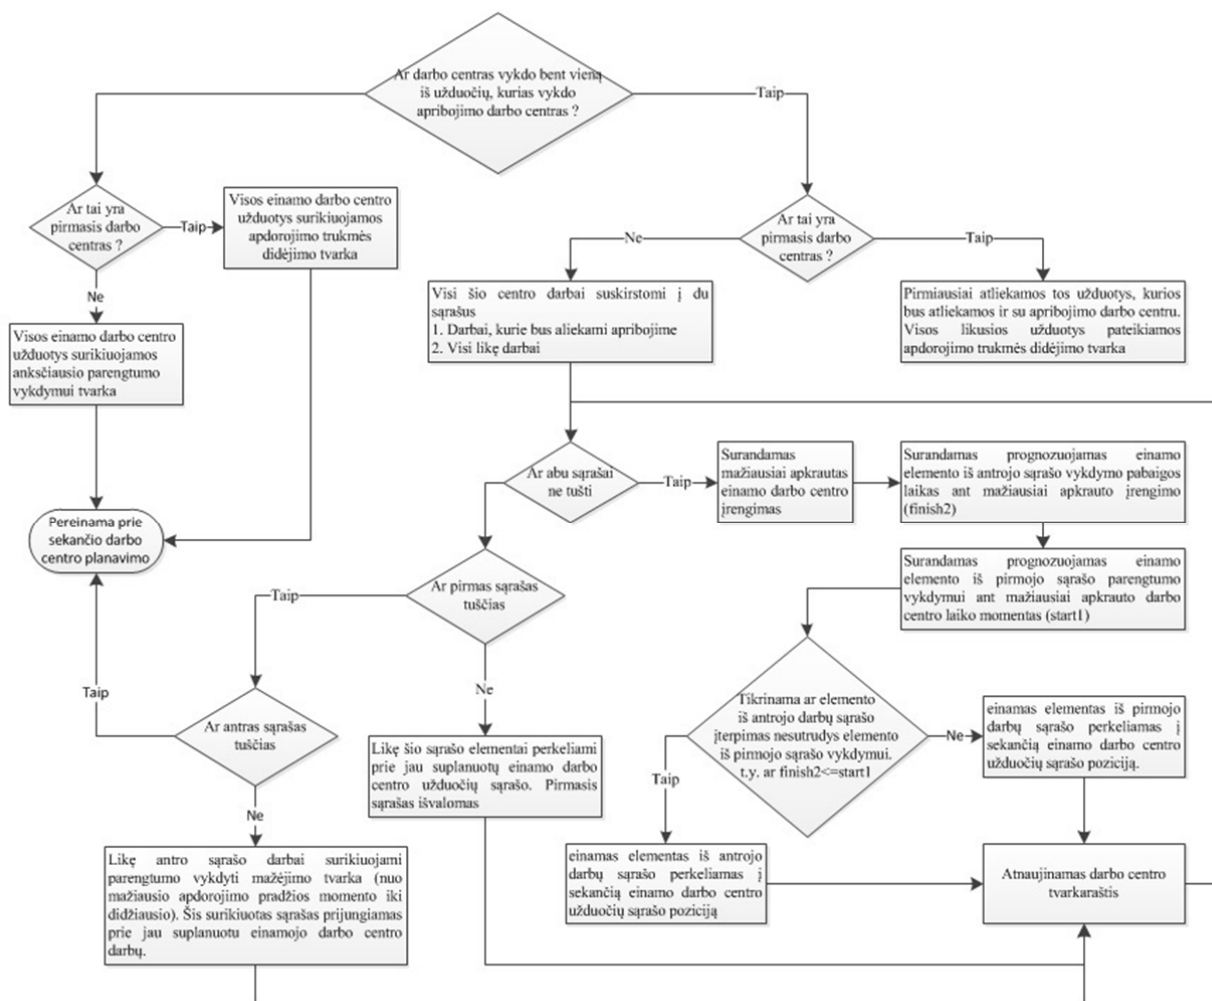 Ar darbo centras vykdo bent vieną
iš užduočių, kurias vykdo
apribojimo darbo centras ?
Taip
Ar tai yra
pirmasis darbo
centras ?
Taip
Visos einamo darbo centro
užduotys surikiuojamos
apdorojimo trukmės
didėjimo tvarka
Ar tai yra
pirmasis darbo
centras ?
Ne
Taip
Ne
Visos einamo darbo centro
užduotys surikiuojamos
anksčiausio parengtumo
vykdymui tvarka
Visi šio centro darbai suskirstomi į du
sąrašus
1. Darbai, kurie bus aliekami apribojime
2. Visi likę darbai
Pirmiausiai atliekamos tos užduotys, kurios
bus atliekamos ir su apribojimo darbo centru.
Visos likusios užduotys pateikiamos
apdorojimo trukmės didėjimo tvarka
Ar abu sąrašai
ne tušti
Taip
Surandamas
mažiausiai apkrautas
einamo darbo centro
įrengimas
Surandamas prognozuojamas einamo
elemento iš antrojo sąrašo vykdymo pabaigos
laikas ant mažiausiai apkrauto įrengimo
(finish2)
Pereinama prie
sekančio darbo
centro planavimo
Surandamas prognozuojamas einamo
elemento iš pirmojo sąrašo parengtumo
vykdymui ant mažiausiai apkrauto darbo
centro laiko momentas (start1)
Ar pirmas sąrašas
tuščias
Taip
Ne
Taip
Ar antras sąrašas
tuščias
Ne
Tikrinama ar elemento
iš antrojo darbų sąrašo
įterpimas nesutrudys elemento
iš pirmojo sąrašo vykdymui.
t.y. ar finish2<=start1
Ne
Taip
einamas elementas iš pirmojo
darbų sąrašo perkeliamas į
sekančią einamo darbo centro
užduočių sąrašo poziciją.
Likę šio sąrašo elementai perkeliami
prie jau suplanuotų einamo darbo
centro užduočių sąrašo. Pirmasis
sąrašas išvalomas
Likę antro sąrašo darbai surikiuojami
parengtumo vykdyti mažėjimo tvarka (nuo
mažiausio apdorojimo pradžios momento iki
didžiausio). Šis surikiuotas sąrašas prijungiamas
prie jau suplanuotu einamojo darbo centro
darbų.
einamas elementas iš antrojo
darbų sąrašo perkeliamas į
sekančią einamo darbo centro
užduočių sąrašo poziciją
Atnaujinamas darbo centro
tvarkaraštis